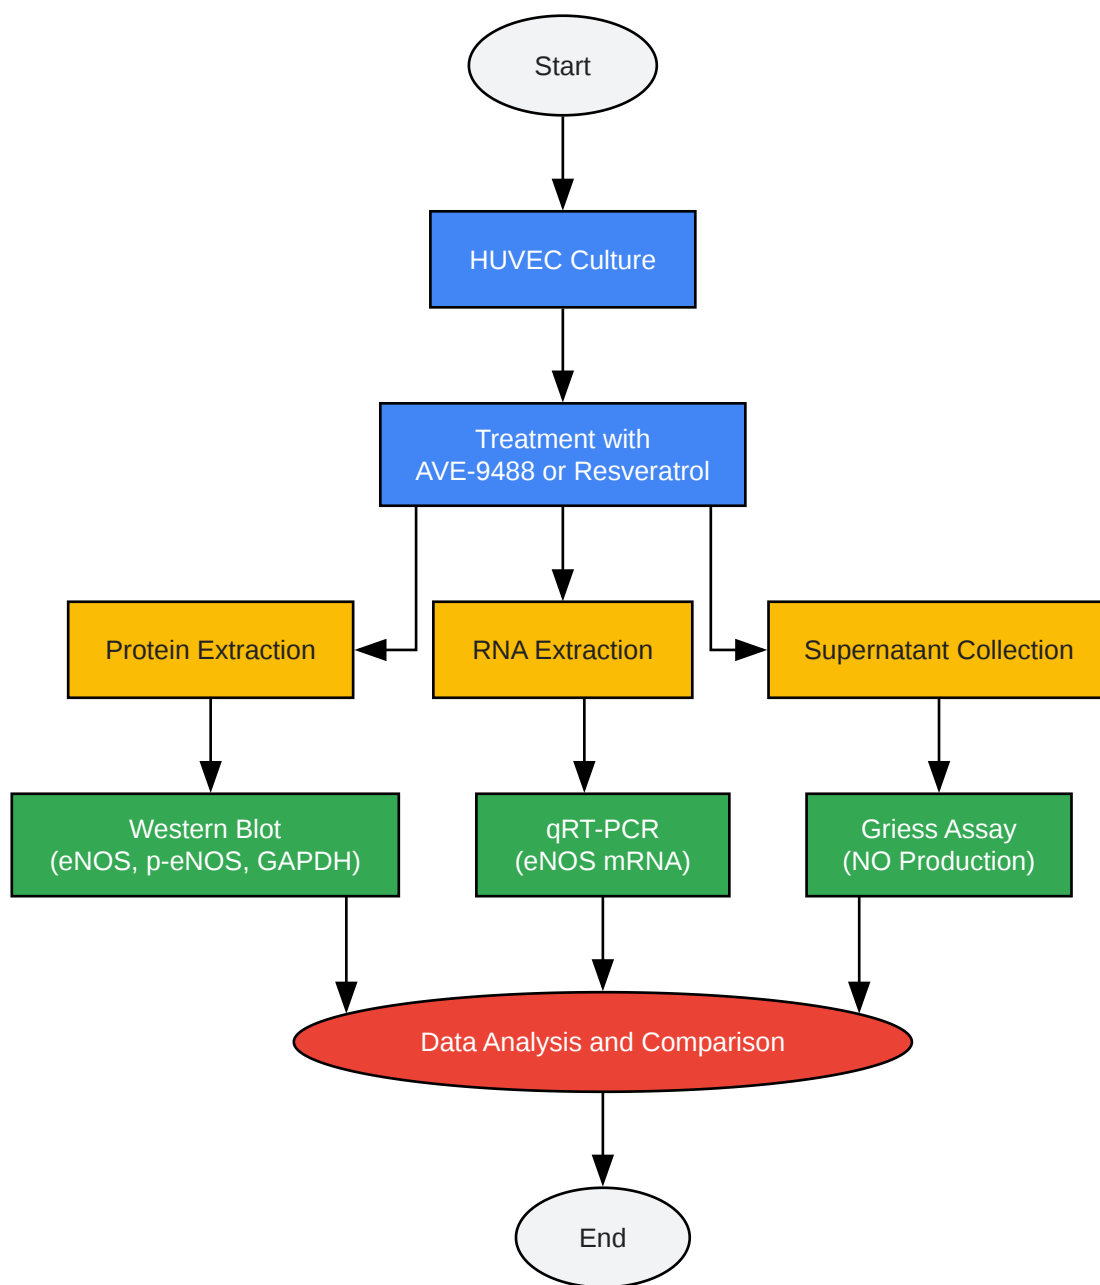 Start
HUVEC Culture
Treatment with
AVE-9488 or Resveratrol
Protein Extraction
RNA Extraction
Supernatant Collection
Western Blot
(eNOS, p-eNOS, GAPDH)
qRT-PCR
(eNOS mRNA)
Griess Assay
(NO Production)
Data Analysis and Comparison
End